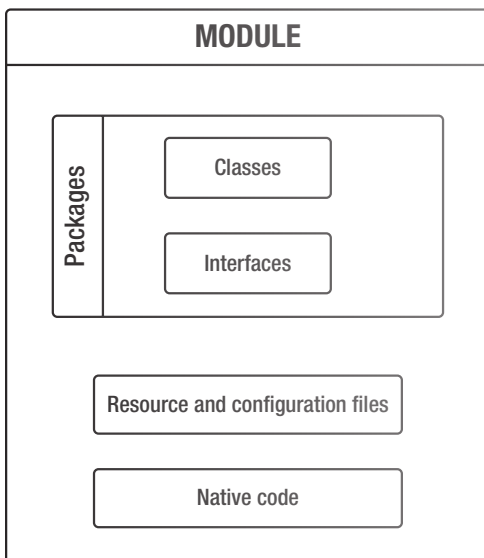 MODULE
Packages
Classes
Interfaces
Resource and configuration files
Native code